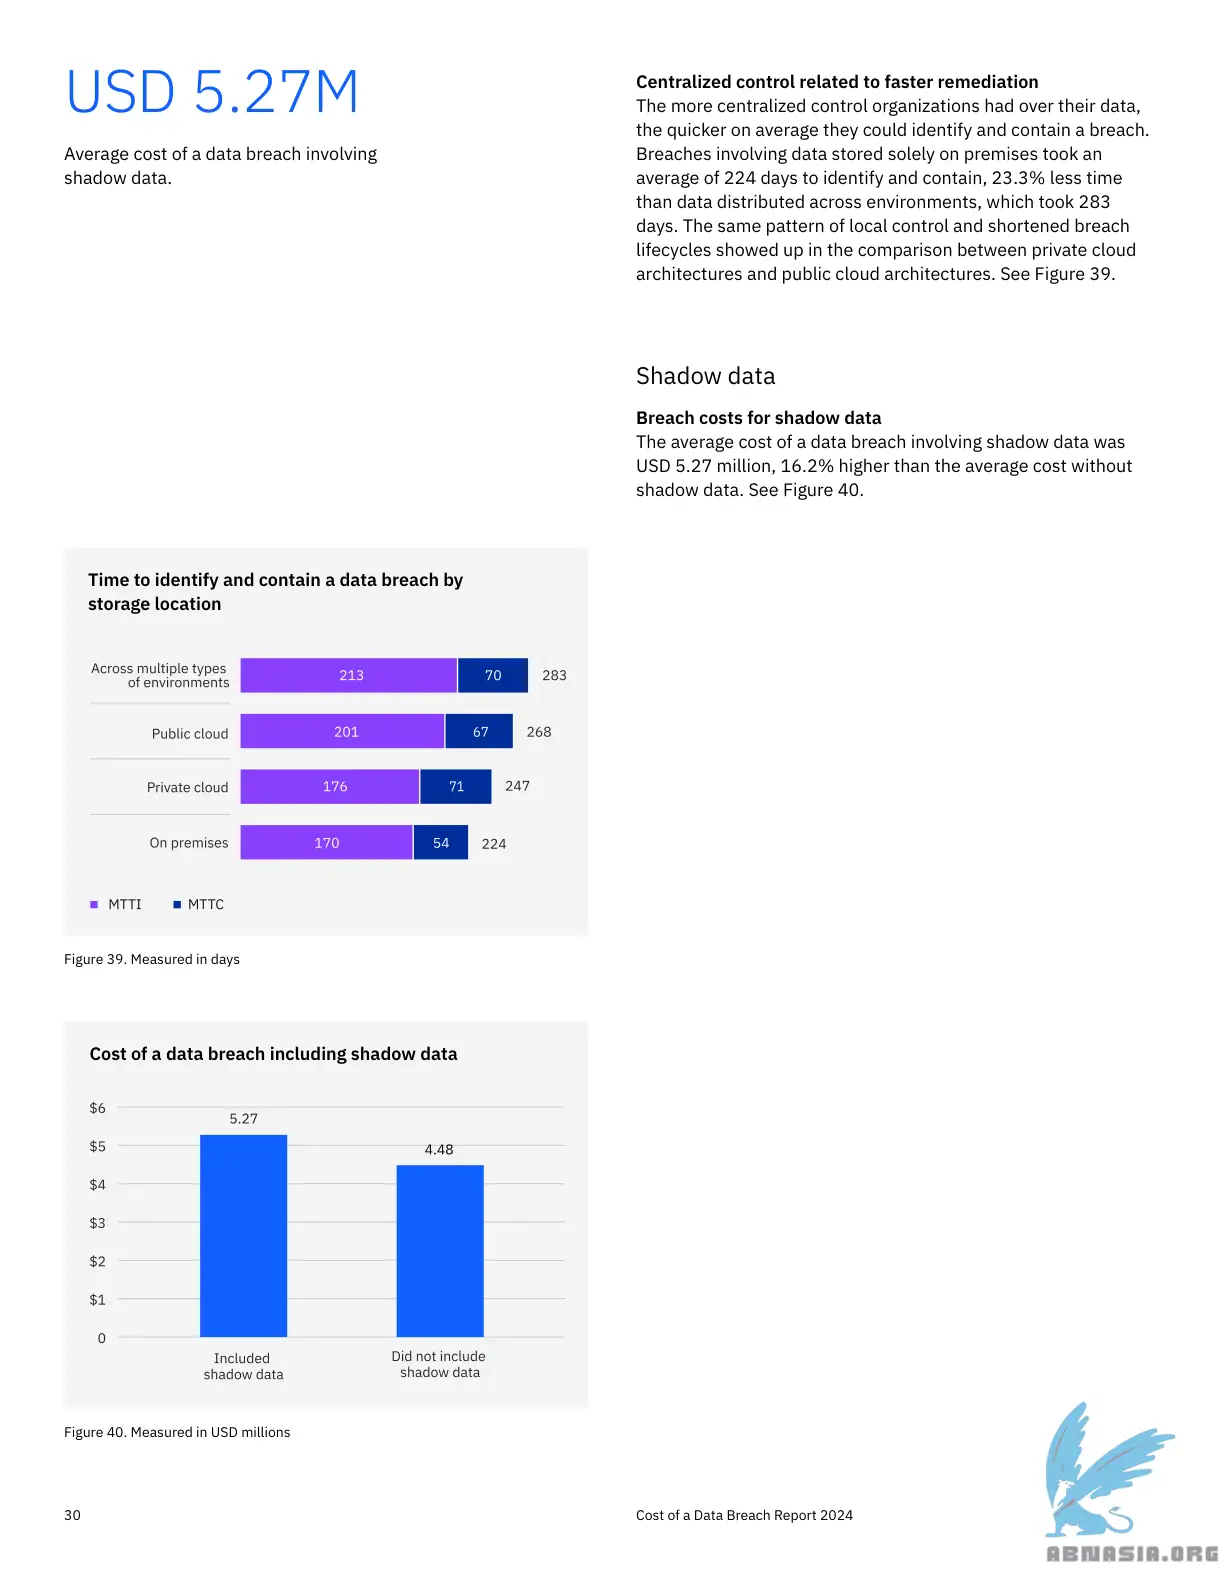 USD 5.27M
Average cost of a data breach involving
shadow data.
Centralized control related to faster remediation
The more centralized control organizations had over their data,
the quicker on average they could identify and contain a breach.
Breaches involving data stored solely on premises took an
average of 224 days to identify and contain, 23.3% less time
than data distributed across environments, which took 283
days. The same pattern of local control and shortened breach
lifecycles showed up in the comparison between private cloud
architectures and public cloud architectures. See Figure 39.
Shadow data
Breach costs for shadow data
The average cost of a data breach involving shadow data was
USD 5.27 million, 16.2% higher than the average cost without
shadow data. See Figure 40.
Time to identify and contain a data breach by
storage location
Across multiple types
of environments
213 70 283
Public cloud 201 67 268
Private cloud 176 71 247
On premises 170 54 224
MTTI MTTC
Figure 39. Measured in days
Cost of a data breach including shadow data
$6
5.27
$5
4.48
$4
$3
$2
$1
0
Included
shadow data
Did not include
shadow data
Figure 40. Measured in USD millions
30
Cost of a Data Breach Report 2024
ABNASIA.ORG